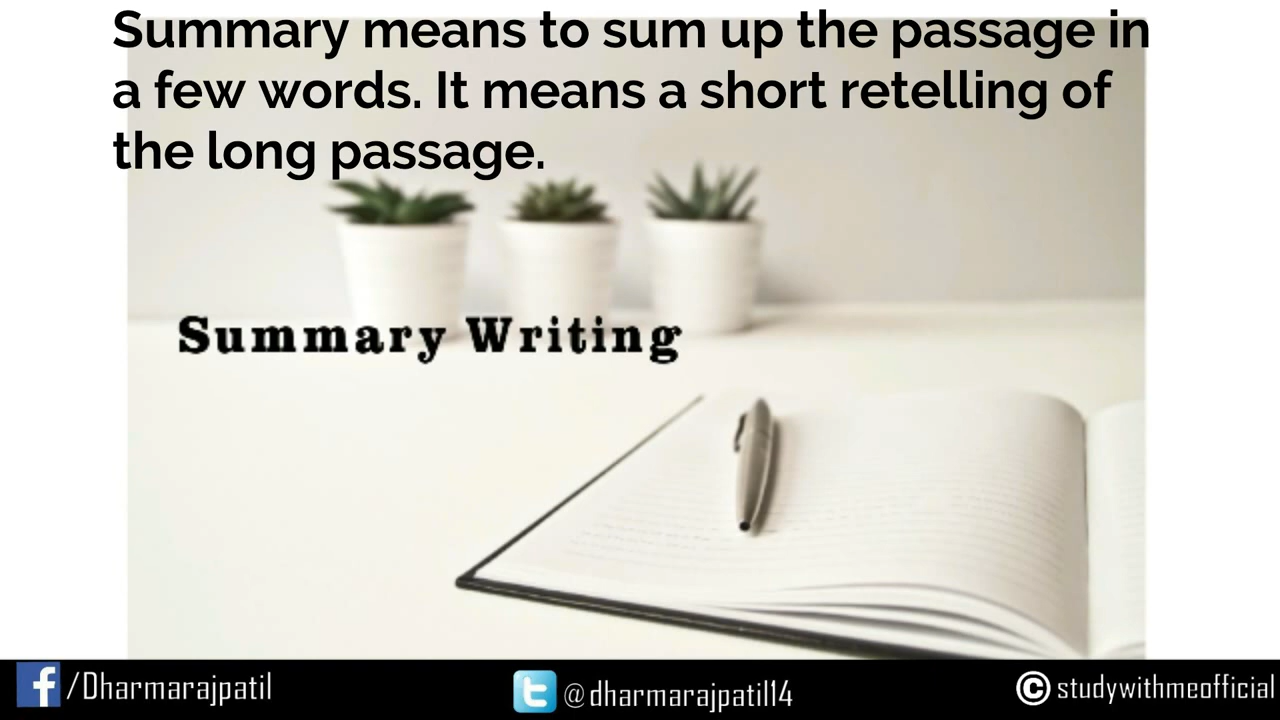 Summary means to sum up the passage in
a few words. It means a short retelling of
the long passage.
Summary Writing
/Dharmarajpatil
@dharmarajpatil14
© studywithmeofficial